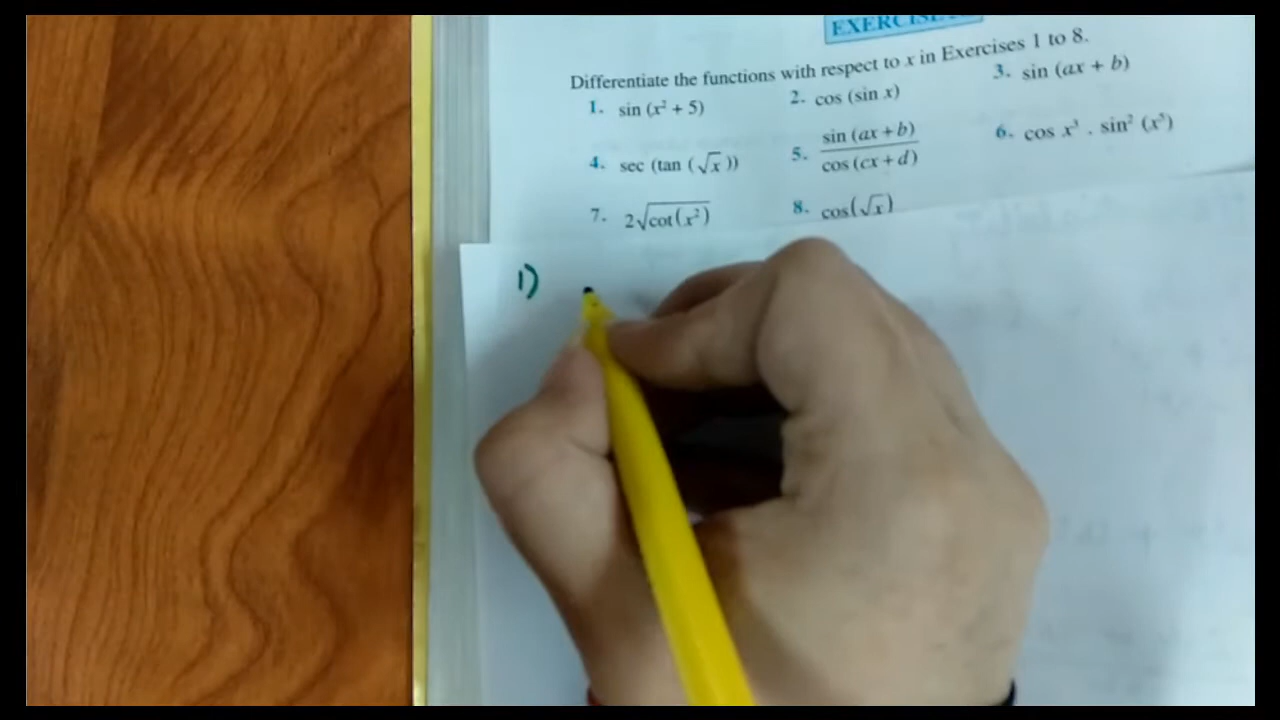 Differentiate the functions with respect to x in Exercises 1 to 8.
1. sin (x² + 5) 2. cos (sin x) 3. sin (ax + b)
4. sec (tan (√x)) 5. sin (ax + b) / cos (cx + d) 6. cos x³ . sin² (x⁵)
7. 2√cot(x²) 8. cos(√x)
1)